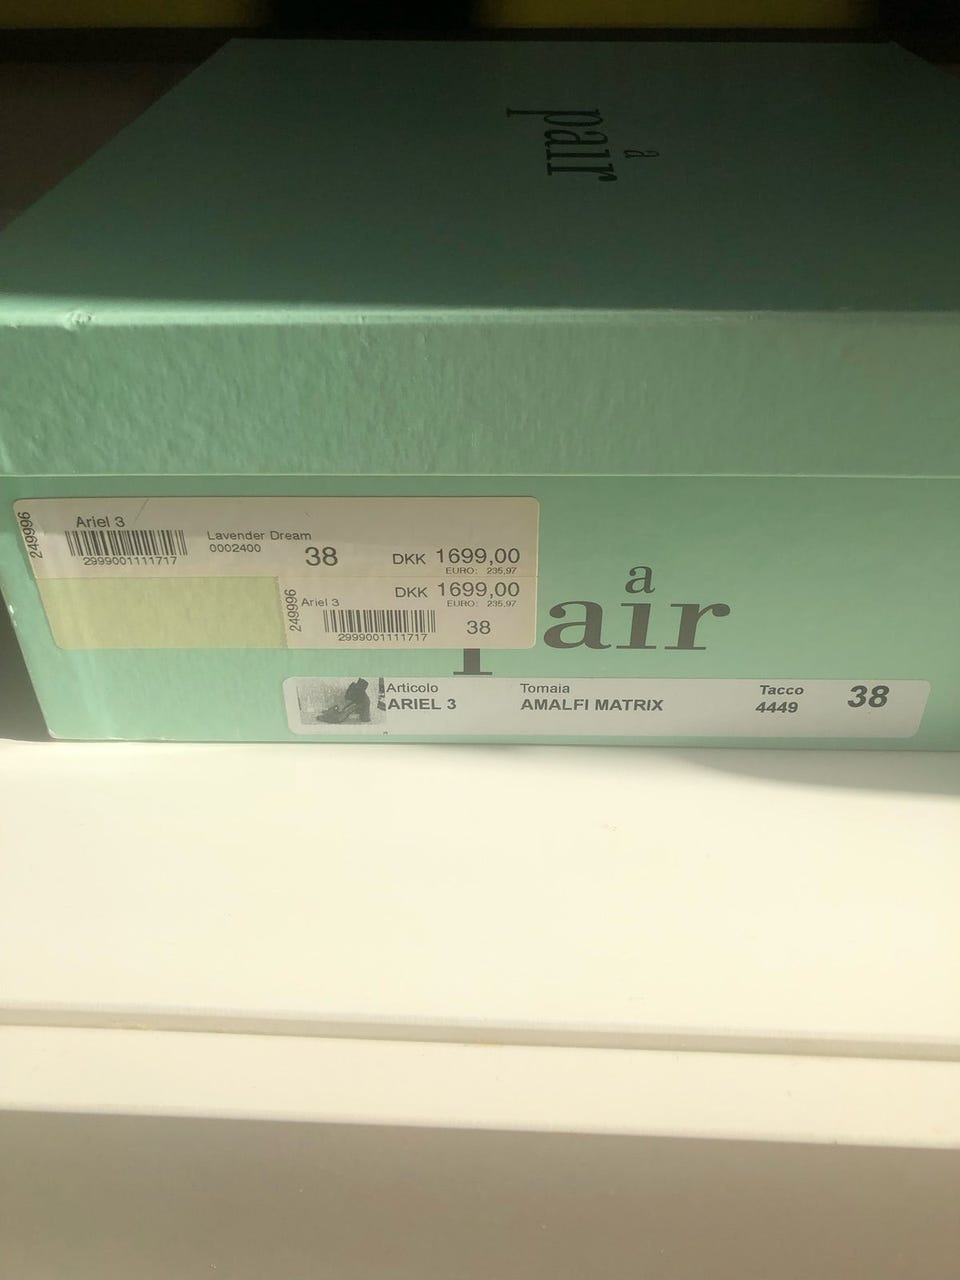 a
pair
249996
Ariel 3
2999001111717
Lavender Dream
0002400
38
DKK 1699,00
EURO: 235,97
249996
Ariel 3
2999001111717
DKK 1699,00
EURO: 235,97
38
a
pair
Articolo
ARIEL 3
Tomaia
AMALFI MATRIX
Tacco
4449
38